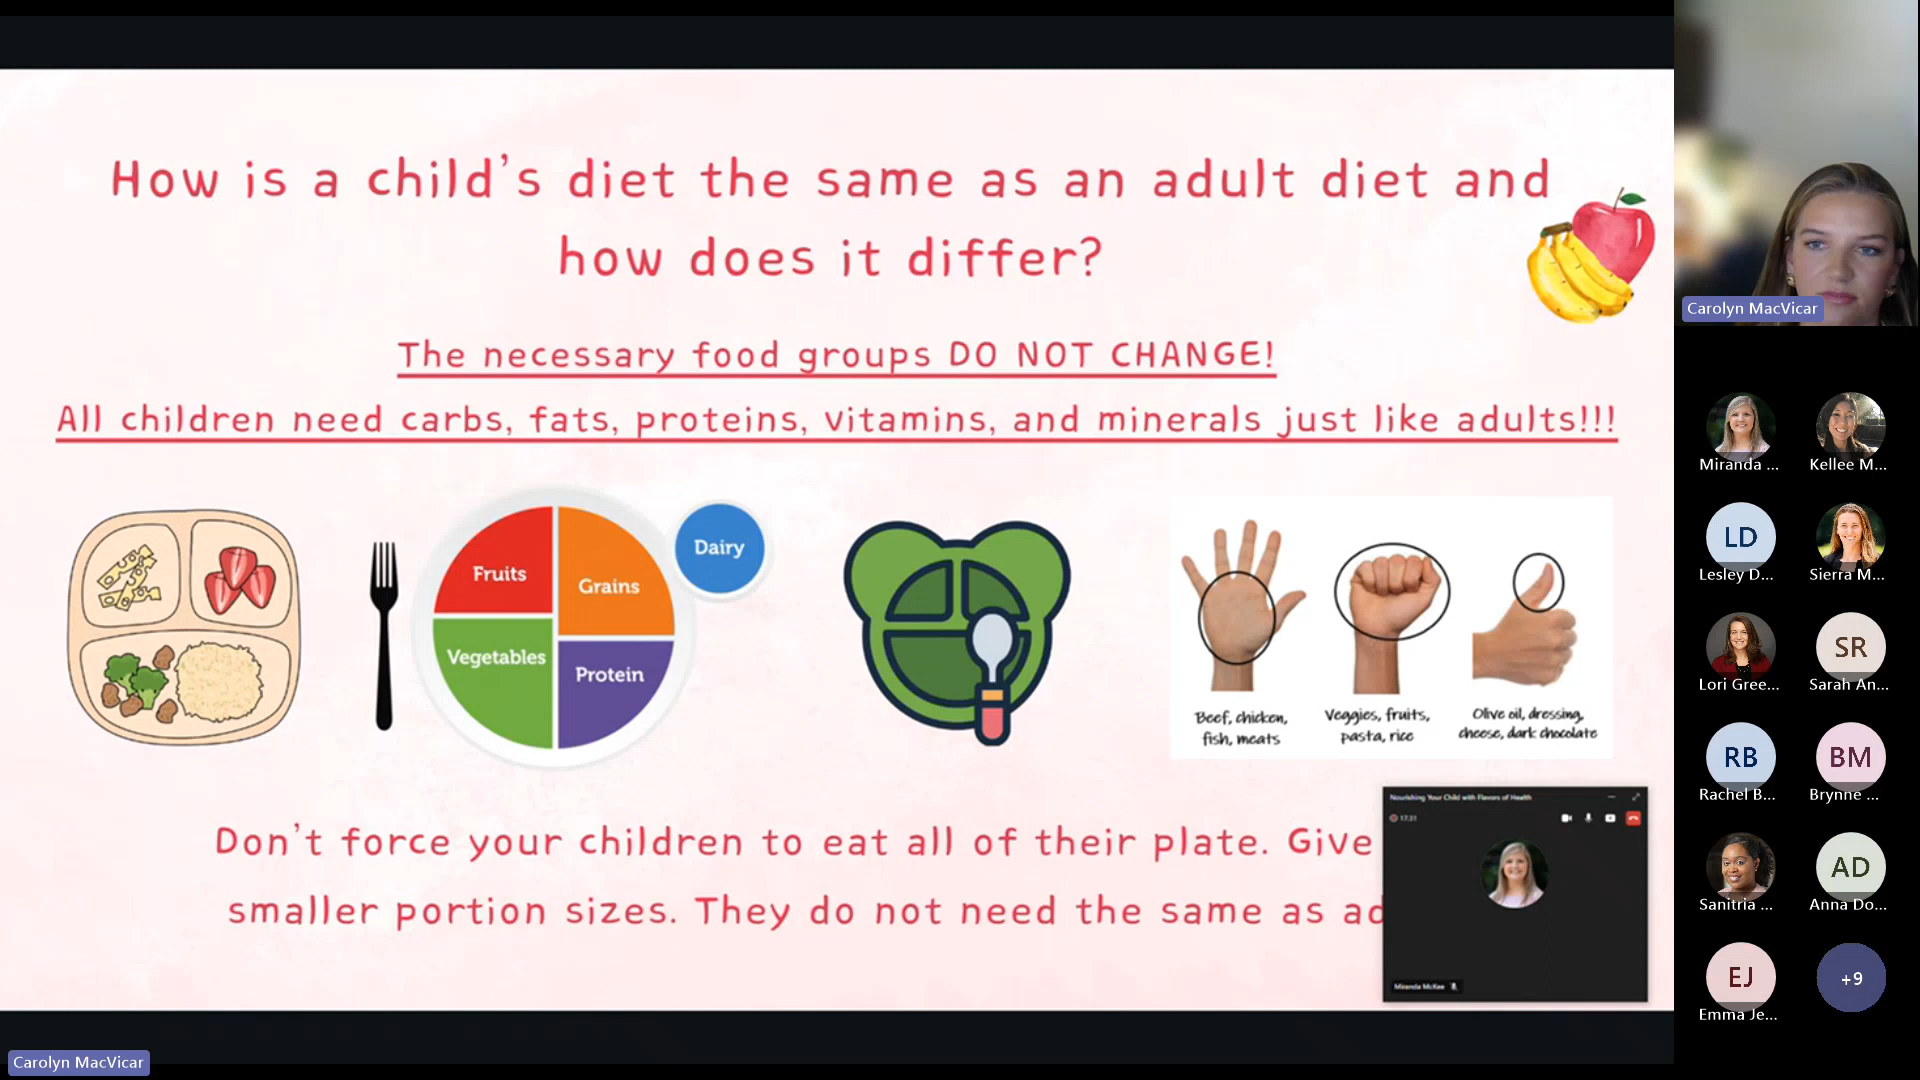 How is a child's diet the same as an adult diet and
how does it differ?
The necessary food groups DO NOT CHANGE!
All children need carbs, fats, proteins, vitamins, and minerals just like adults!!!
Fruits
Grains
Dairy
Vegetables
Protein
Beef, chicken,
fish, meats
Veggies, fruits,
pasta, rice
Olive oil, dressing,
cheese, dark chocolate
Don't force your children to eat all of their plate. Give
smaller portion sizes. They do not need the same as ad
Nourishing Your Child with Flavors of Health
17:31
Miranda McKee
Carolyn MacVicar
Carolyn MacVicar
Miranda ...
Kellee M...
LD
Lesley D...
Sierra M...
Lori Gree...
SR
Sarah An...
RB
Rachel B...
BM
Brynne ...
Sanitria ...
AD
Anna Do...
EJ
Emma Je...
+9